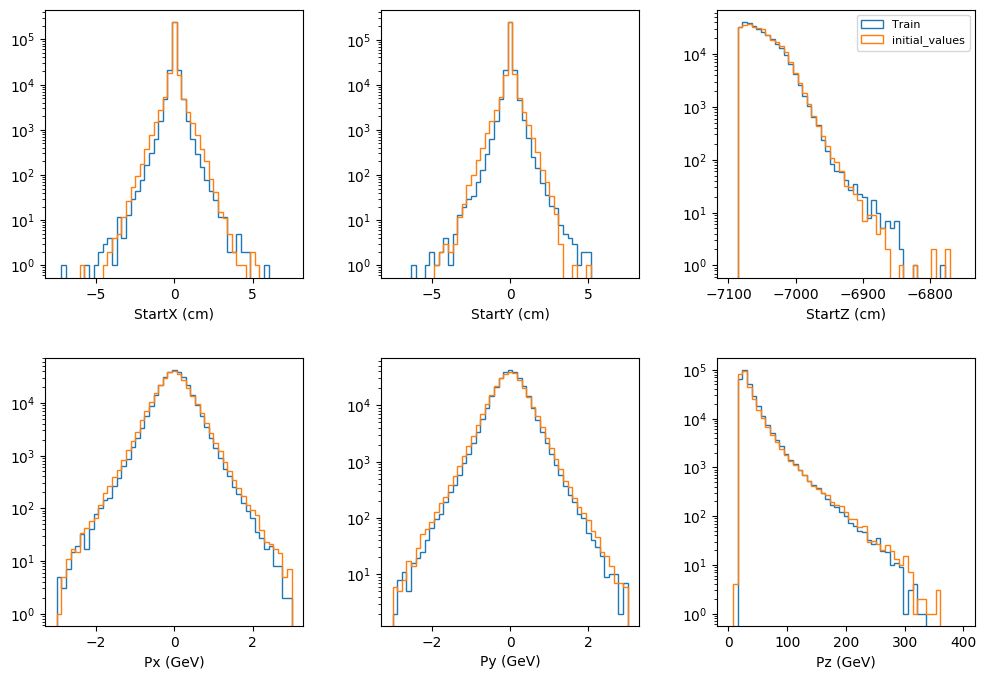 10⁵
10⁴
10³
10²
10¹
10⁰
−5 0 5
StartX (cm)
10⁵
10⁴
10³
10²
10¹
10⁰
−5 0 5
StartY (cm)
Train
initial_values
10⁴
10³
10²
10¹
10⁰
−7100 −7000 −6900 −6800
StartZ (cm)
10⁴
10³
10²
10¹
10⁰
−2 0 2
Px (GeV)
10⁴
10³
10²
10¹
−2 0 2
Py (GeV)
10⁵
10⁴
10³
10²
10¹
10⁰
0 100 200 300 400
Pz (GeV)